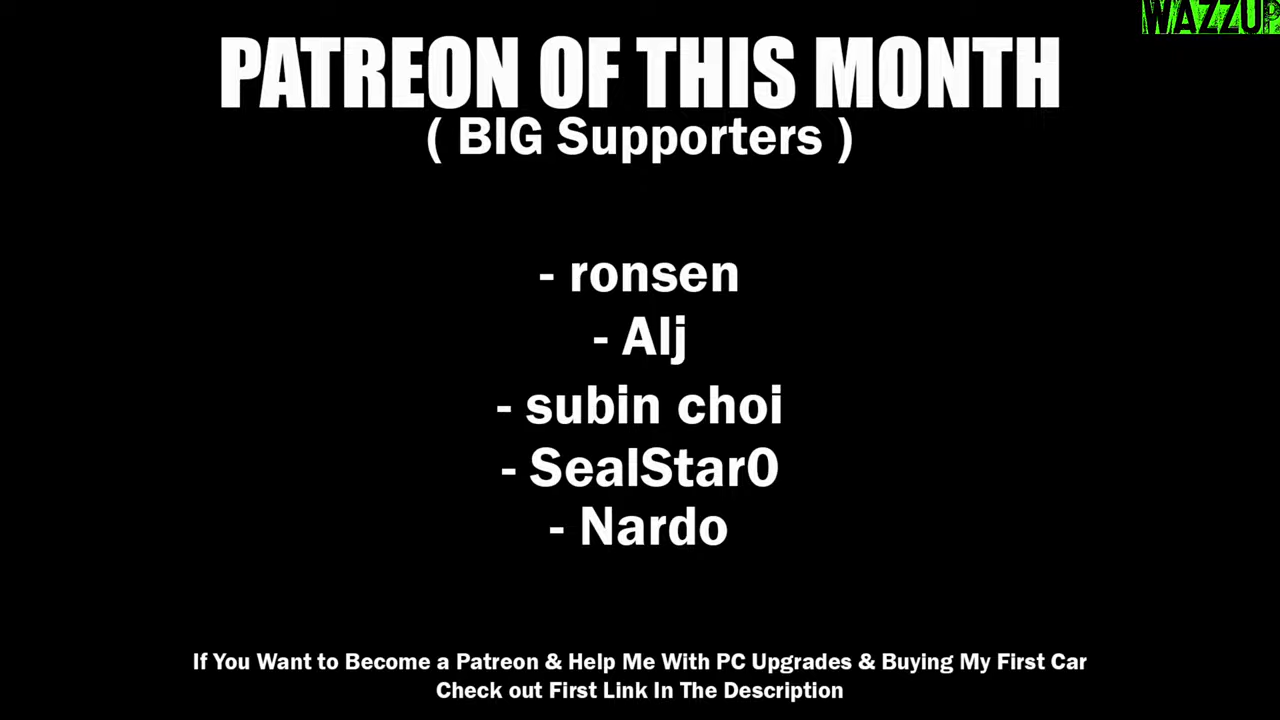 WAZZUP
PATREON OF THIS MONTH
( BIG Supporters )
- ronsen
- Alj
- subin choi
- SealStar0
- Nardo
If You Want to Become a Patreon & Help Me With PC Upgrades & Buying My First Car
Check out First Link In The Description